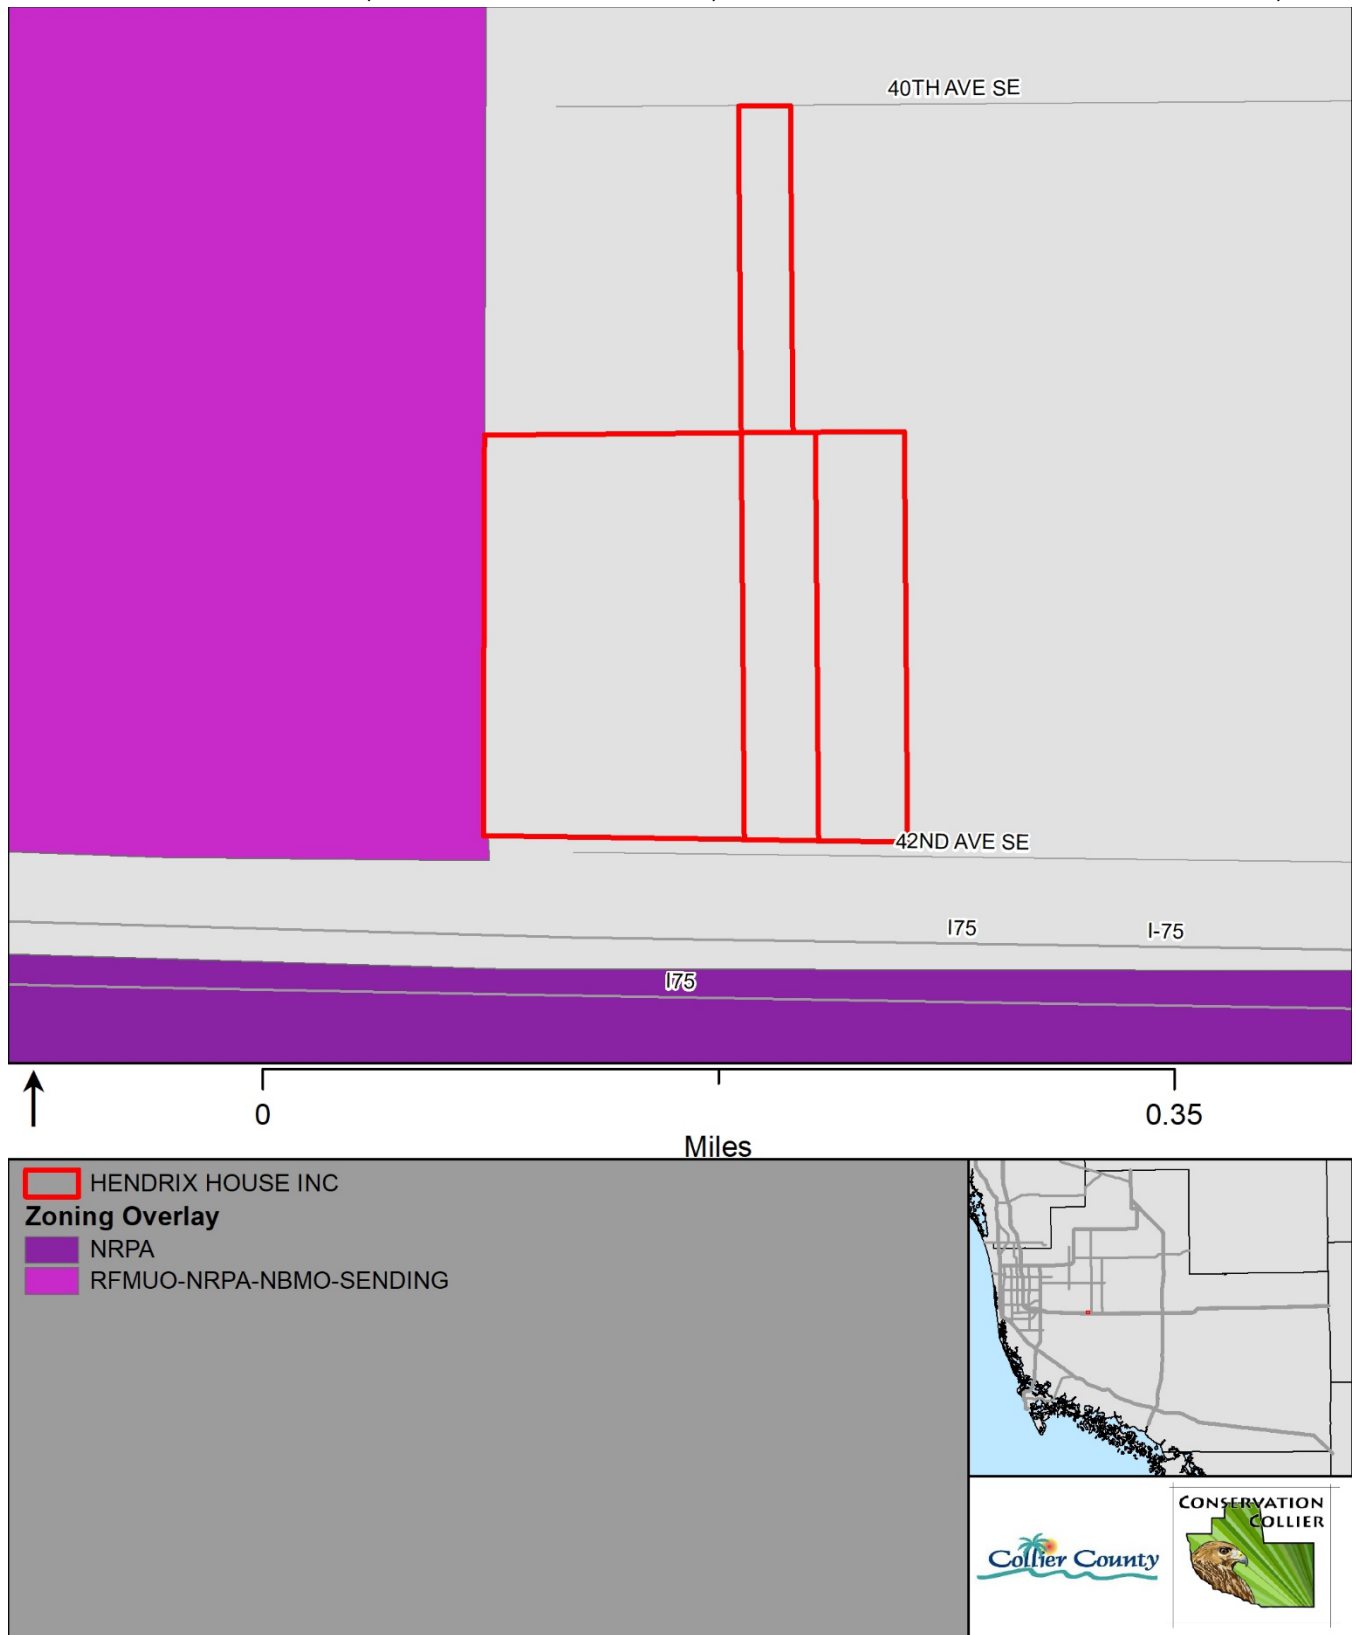 40TH AVE SE
42ND AVE SE
I75
I-75
I75
0
0.35
Miles
HENDRIX HOUSE INC
Zoning Overlay
NRPA
RFMUO-NRPA-NBMO-SENDING
CONSERVATION
COLLIER
Collier County